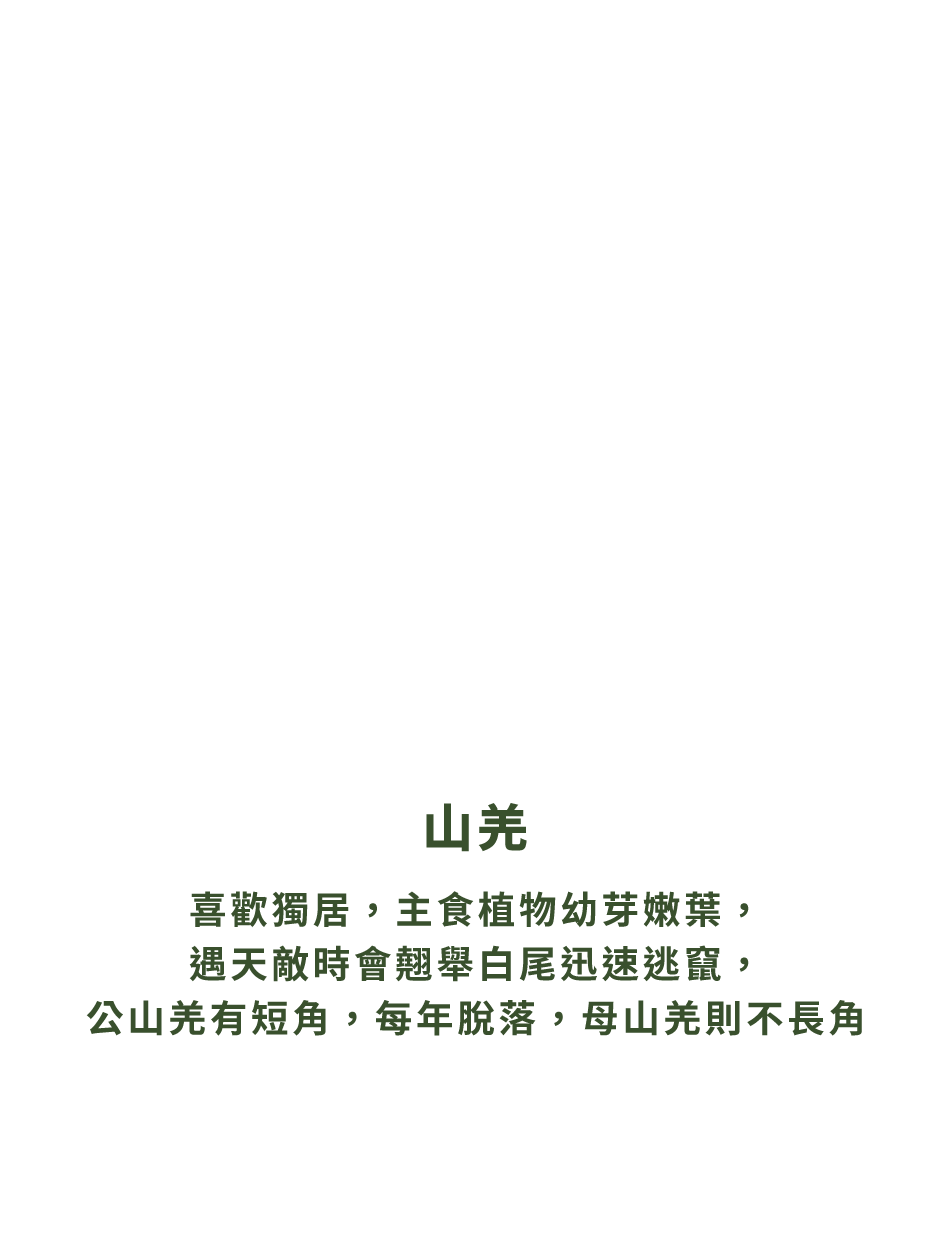 山羌
喜歡獨居，主食植物幼芽嫩葉，
遇天敵時會翹舉白尾迅速逃竄，
公山羌有短角，每年脫落，母山羌則不長角